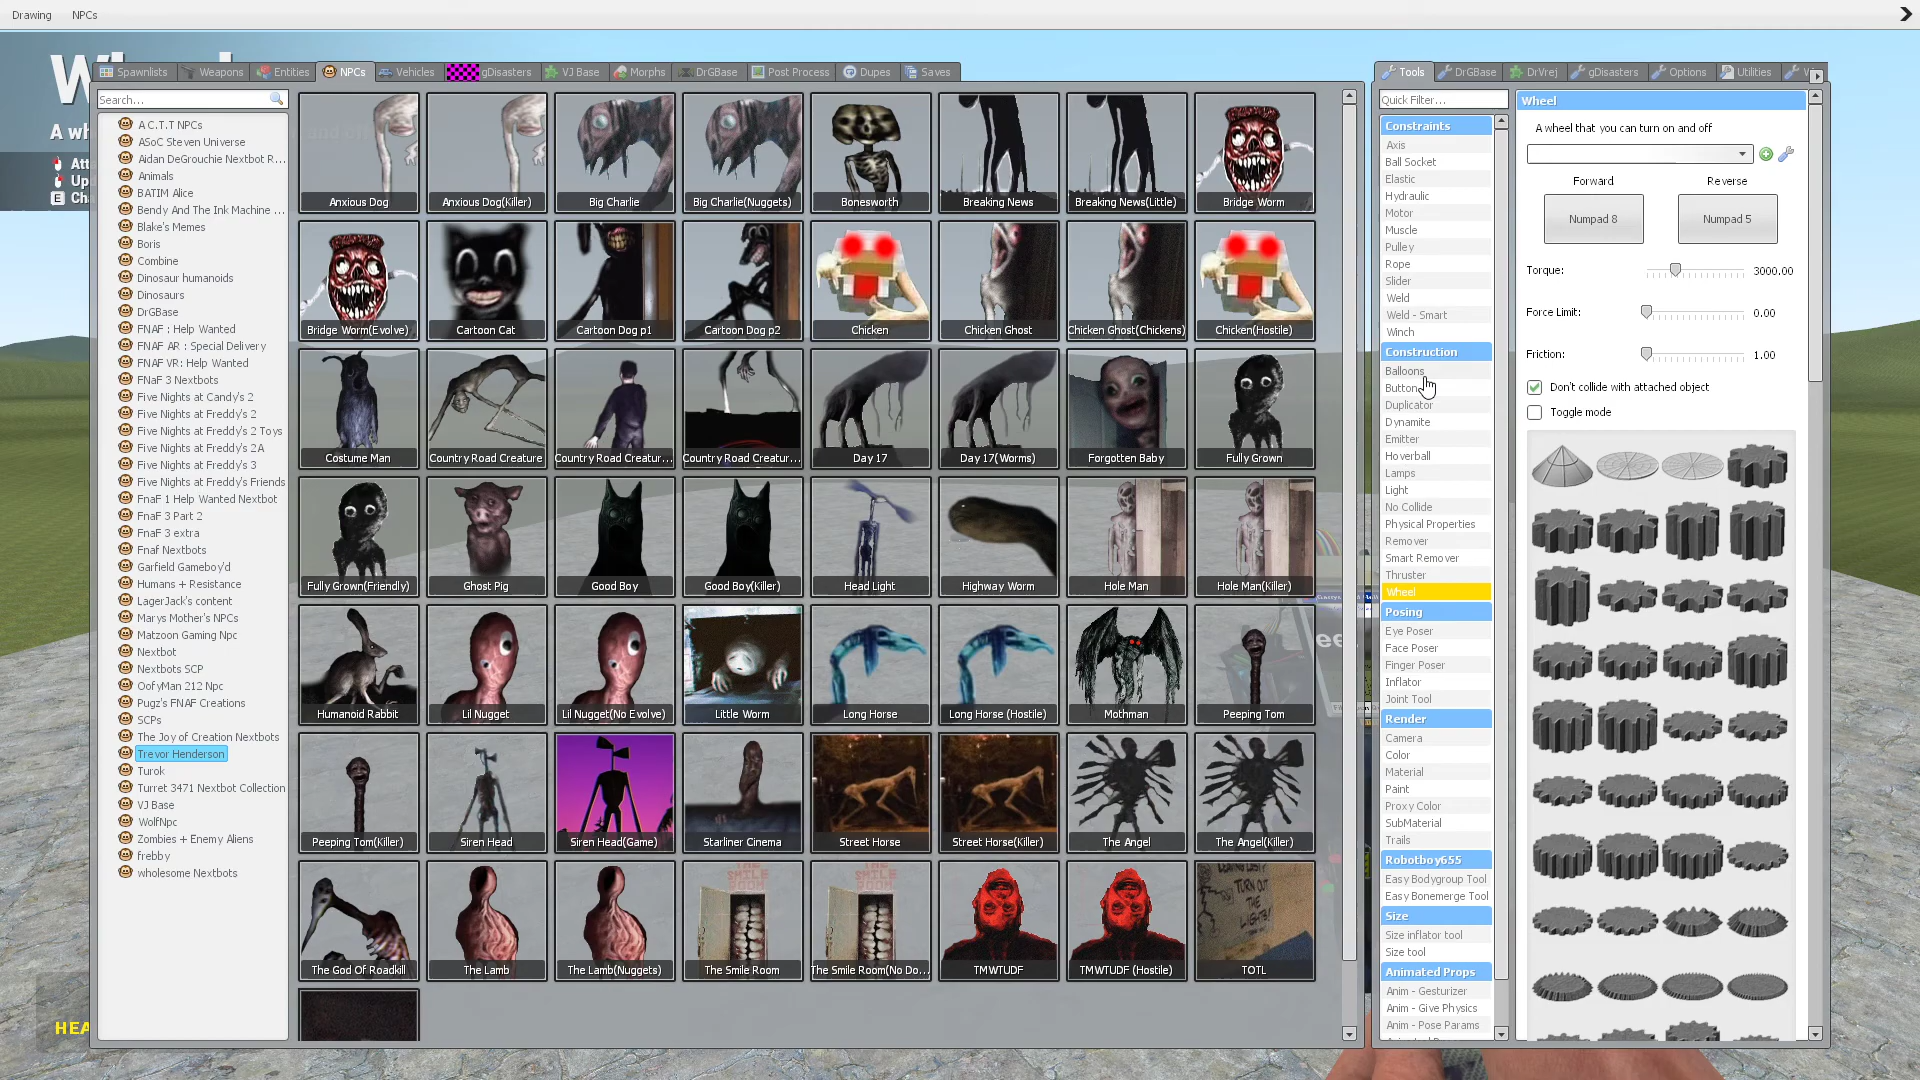 Drawing NPCs
Spawnlists Weapons Entities NPCs Vehicles gDisasters VJ Base Morphs DrGBase Post Process Dupes Saves
Search...
A.C.T.T NPCs
ASoC Steven Universe
Aidan DeGrouchie Nextbot R...
Animals
BATIM Alice
Bendy And The Ink Machine ...
Blake's Memes
Boris
Combine
Dinosaur humanoids
Dinosaurs
DrGBase
FNAF : Help Wanted
FNAF AR : Special Delivery
FNAF VR: Help Wanted
FNaF 3 Nextbots
Five Nights at Candy's 2
Five Nights at Freddy's 2
Five Nights at Freddy's 2 Toys
Five Nights at Freddy's 2A
Five Nights at Freddy's 3
Five Nights at Freddy's Friends
FnaF 1 Help Wanted Nextbot
FnaF 3 Part 2
FnaF 3 extra
Fnaf Nextbots
Garfield Gameboy'd
Humans + Resistance
LagerJack's content
Marys Mother's NPCs
Matzoon Gaming Npc
Nextbot
Nextbots SCP
OofyMan 212 Npc
Pugz's FNAF Creations
SCPs
The Joy of Creation Nextbots
Trevor Henderson
Turok
Turret 3471 Nextbot Collection
VJ Base
WolfNpc
Zombies + Enemy Aliens
frebby
wholesome Nextbots
HEA
Anxious Dog Anxious Dog(Killer) Big Charlie Big Charlie(Nuggets) Bonesworth Breaking News Breaking News(Little) Bridge Worm
Bridge Worm(Evolve) Cartoon Cat Cartoon Dog p1 Cartoon Dog p2 Chicken Chicken Ghost Chicken Ghost(Chickens) Chicken(Hostile)
Costume Man Country Road Creature Country Road Creatur... Country Road Creatur... Day 17 Day 17(Worms) Forgotten Baby Fully Grown
Fully Grown(Friendly) Ghost Pig Good Boy Good Boy(Killer) Head Light Highway Worm Hole Man Hole Man(Killer)
Humanoid Rabbit Lil Nugget Lil Nugget(No Evolve) Little Worm Long Horse Long Horse (Hostile) Mothman Peeping Tom
Peeping Tom(Killer) Siren Head Siren Head(Game) Starliner Cinema Street Horse Street Horse(Killer) The Angel The Angel(Killer)
The God Of Roadkill The Lamb The Lamb(Nuggets) The Smile Room The Smile Room(No Do... TMWTUDF TMWTUDF (Hostile) TOTL
Tools DrGBase DrVrej gDisasters Options Utilities
Quick Filter...
Constraints
Axis
Ball Socket
Elastic
Hydraulic
Motor
Muscle
Pulley
Rope
Slider
Weld
Weld - Smart
Winch
Construction
Balloons
Button
Duplicator
Dynamite
Emitter
Hoverball
Lamps
Light
No Collide
Physical Properties
Remover
Smart Remover
Thruster
Wheel
Posing
Eye Poser
Face Poser
Finger Poser
Inflator
Joint Tool
Render
Camera
Color
Material
Paint
Proxy Color
SubMaterial
Trails
Robotboy655
Easy Bodygroup Tool
Easy Bonemerge Tool
Size
Size inflator tool
Size tool
Animated Props
Anim - Gesturizer
Anim - Give Physics
Anim - Pose Params
Wheel
A wheel that you can turn on and off
Forward Reverse
Numpad 8 Numpad 5
Torque: 3000.00
Force Limit: 0.00
Friction: 1.00
Don't collide with attached object
Toggle mode